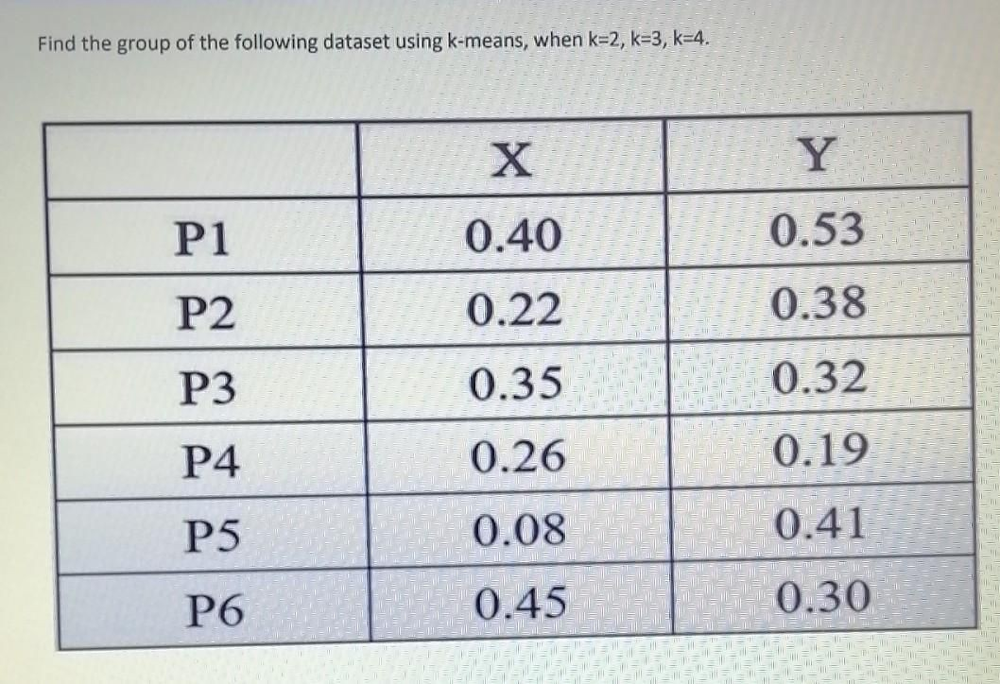 Find the group of the following dataset using k-means, when k=2, k=3, k=4.
X Y
P1 0.40 0.53
P2 0.22 0.38
P3 0.35 0.32
P4 0.26 0.19
P5 0.08 0.41
P6 0.45 0.30